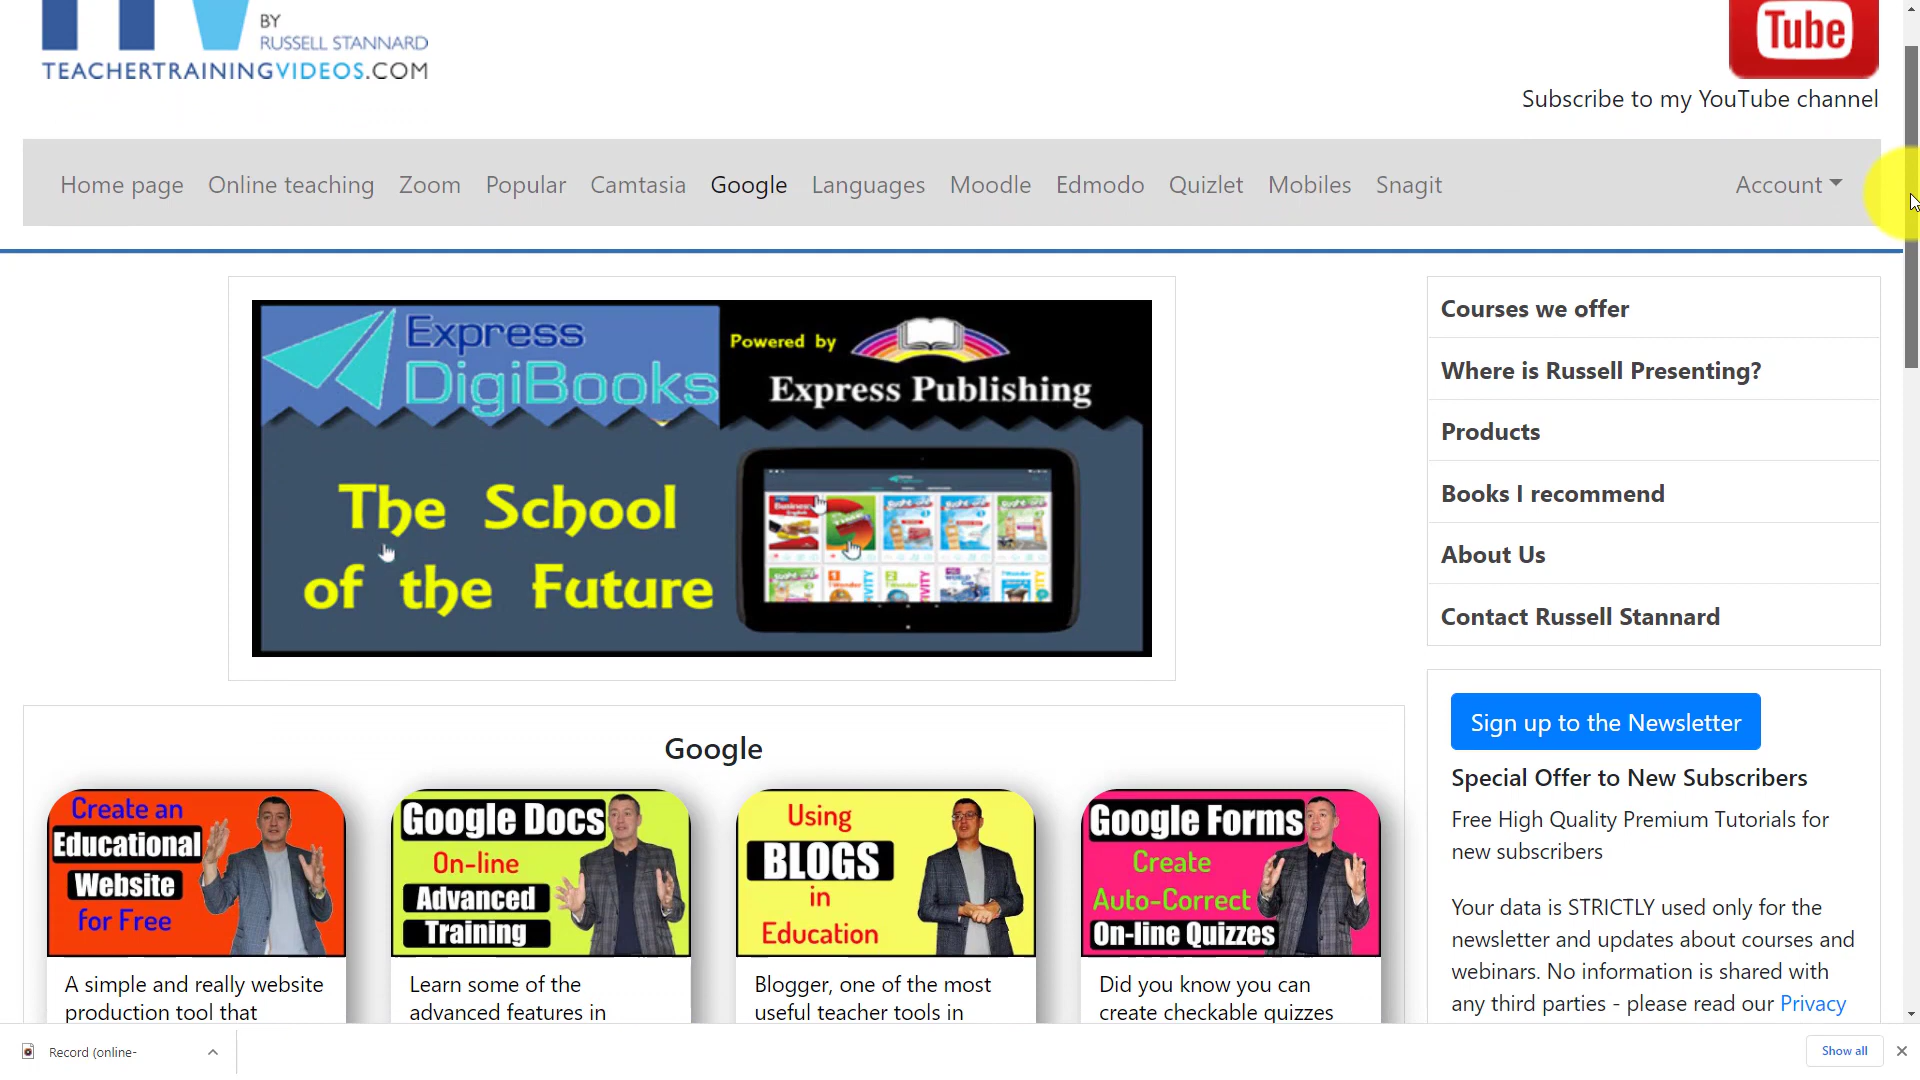 BY
RUSSELL STANNARD
TEACHERTRAININGVIDEOS.COM
Tube
Subscribe to my YouTube channel
Home page Online teaching Zoom Popular Camtasia Google Languages Moodle Edmodo Quizlet Mobiles Snagit Account
Express
DigiBooks
Powered by
Express Publishing
The School
of the Future
Courses we offer
Where is Russell Presenting?
Products
Books I recommend
About Us
Contact Russell Stannard
Sign up to the Newsletter
Special Offer to New Subscribers
Free High Quality Premium Tutorials for
new subscribers
Your data is STRICTLY used only for the
newsletter and updates about courses and
webinars. No information is shared with
any third parties - please read our Privacy
Google
Create an
Educational
Website
for Free
A simple and really website
production tool that
Google Docs
On-line
Advanced
Training
Learn some of the
advanced features in
Using
BLOGS
in
Education
Blogger, one of the most
useful teacher tools in
Google Forms
Create
Auto-Correct
On-line Quizzes
Did you know you can
create checkable quizzes
Record (online-
Show all